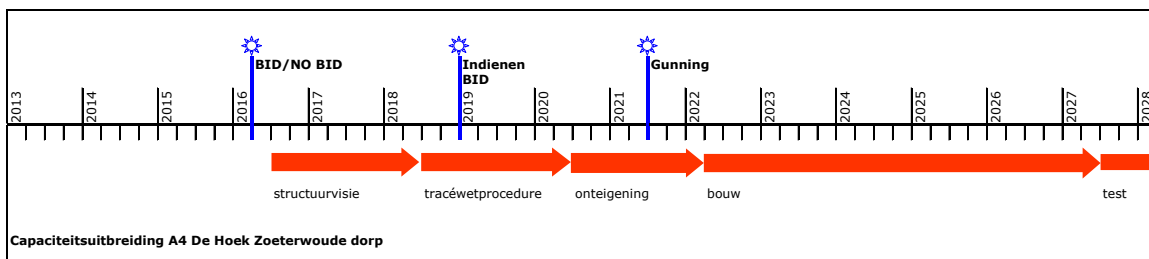 BID/NO BID
Indienen
BID
Gunning
2013
2014
2015
2016
2017
2018
2019
2020
2021
2022
2023
2024
2025
2026
2027
2028
structuurvisie
tracéwetprocedure
onteigening
bouw
test
Capaciteitsuitbreiding A4 De Hoek Zoeterwoude dorp